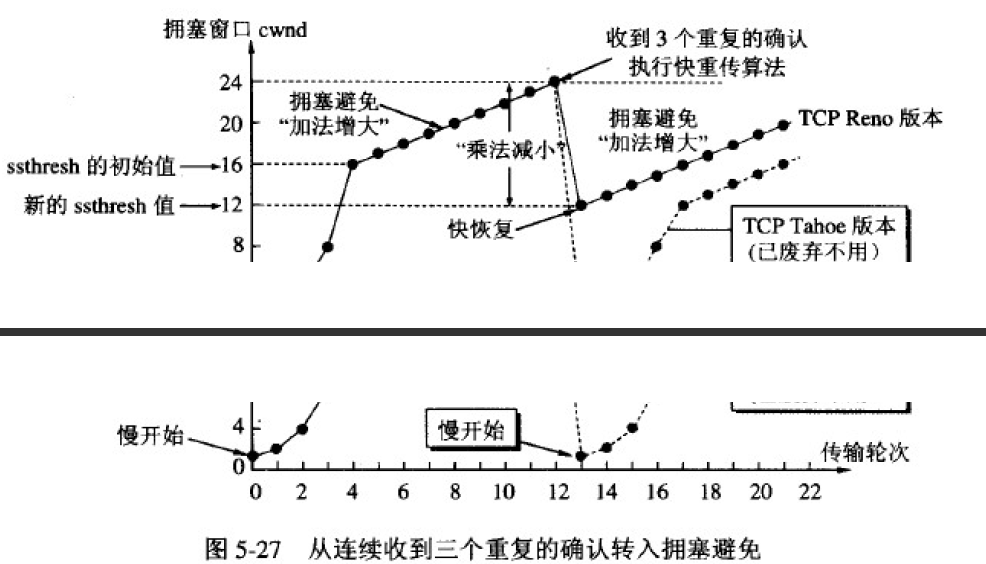 拥塞窗口 cwnd
收到 3 个重复的确认
执行快重传算法
24
拥塞避免
“加法增大”
20
拥塞避免
“加法增大”
TCP Reno 版本
“乘法减小”
ssthresh 的初始值
16
新的 ssthresh 值
12
快恢复
TCP Tahoe 版本
(已废弃不用)
8
4
慢开始
慢开始
传输轮次
0
0 2 4 6 8 10 12 14 16 18 20 22
图 5-27 从连续收到三个重复的确认转入拥塞避免